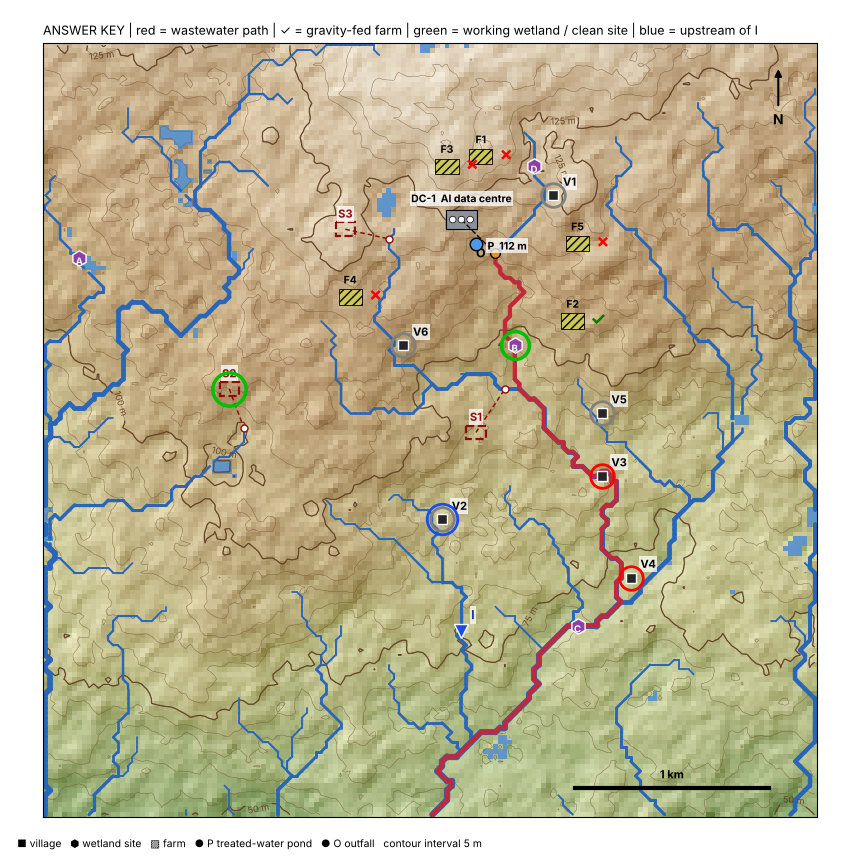 ANSWER KEY | red = wastewater path | ✓ = gravity-fed farm | green = working wetland / clean site | blue = upstream of I
125 m
125 m
N
F1
F3
125
D
V1
DC-1 AI data centre
S3
F5
P 112 m
O
A
F4
F2
V6
B
S2
V5
100 m
S1
100
V3
V2
V4
I
75 m
C
1 km
50 m
50 m
■ village ⬢ wetland site ▨ farm ● P treated-water pond ● O outfall contour interval 5 m